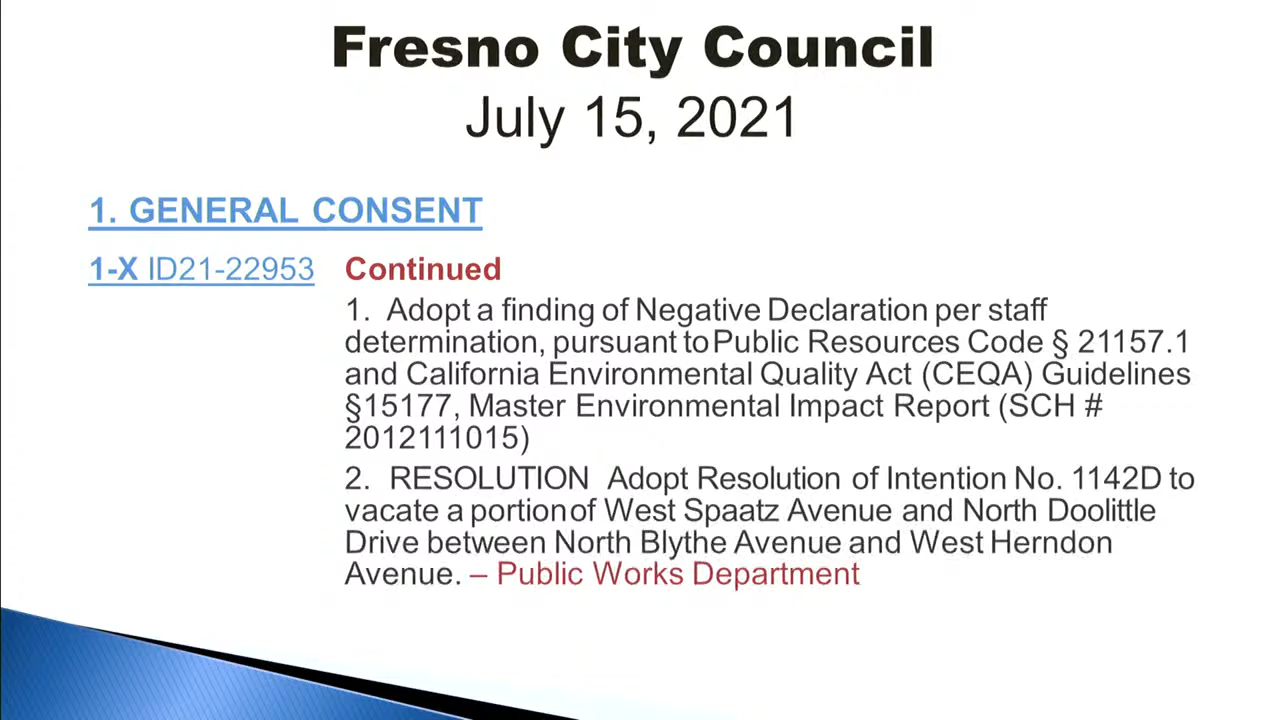 Fresno City Council
July 15, 2021
1. GENERAL CONSENT
1-X ID21-22953 Continued
1. Adopt a finding of Negative Declaration per staff
determination, pursuant to Public Resources Code § 21157.1
and California Environmental Quality Act (CEQA) Guidelines
§15177, Master Environmental Impact Report (SCH #
2012111015)
2. RESOLUTION Adopt Resolution of Intention No. 1142D to
vacate a portion of West Spaatz Avenue and North Doolittle
Drive between North Blythe Avenue and West Herndon
Avenue. – Public Works Department